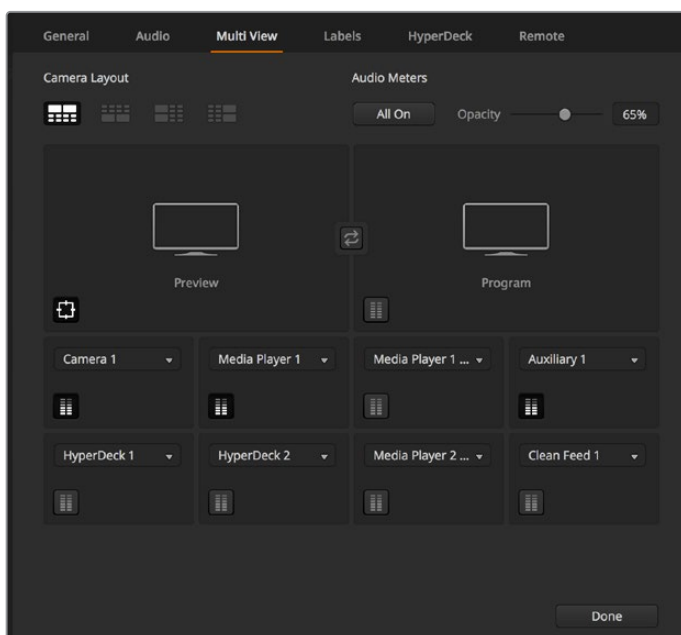 General Audio Multi View Labels HyperDeck Remote
Camera Layout Audio Meters
All On Opacity 65%
Preview Program
Camera 1 Media Player 1 Media Player 1 ... Auxiliary 1
HyperDeck 1 HyperDeck 2 Media Player 2 ... Clean Feed 1
Done